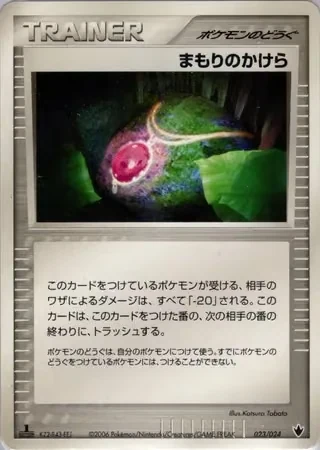 TRAINER
ポケモンのどうぐ
まもりのかけら
このカードをつけているポケモンが受ける、相手の
ワザによるダメージは、すべて「-20」される。この
カードは、このカードをつけた番の、次の相手の番の
終わりに、トラッシュする。
ポケモンのどうぐは、自分のポケモンにつけて使う。すでにポケモンのどうぐを
つけているポケモンには、つけることができない。
Illus.Katsura Tabata
1
©2006 Pokémon/Nintendo/Creatures/GAME FREAK
023/024